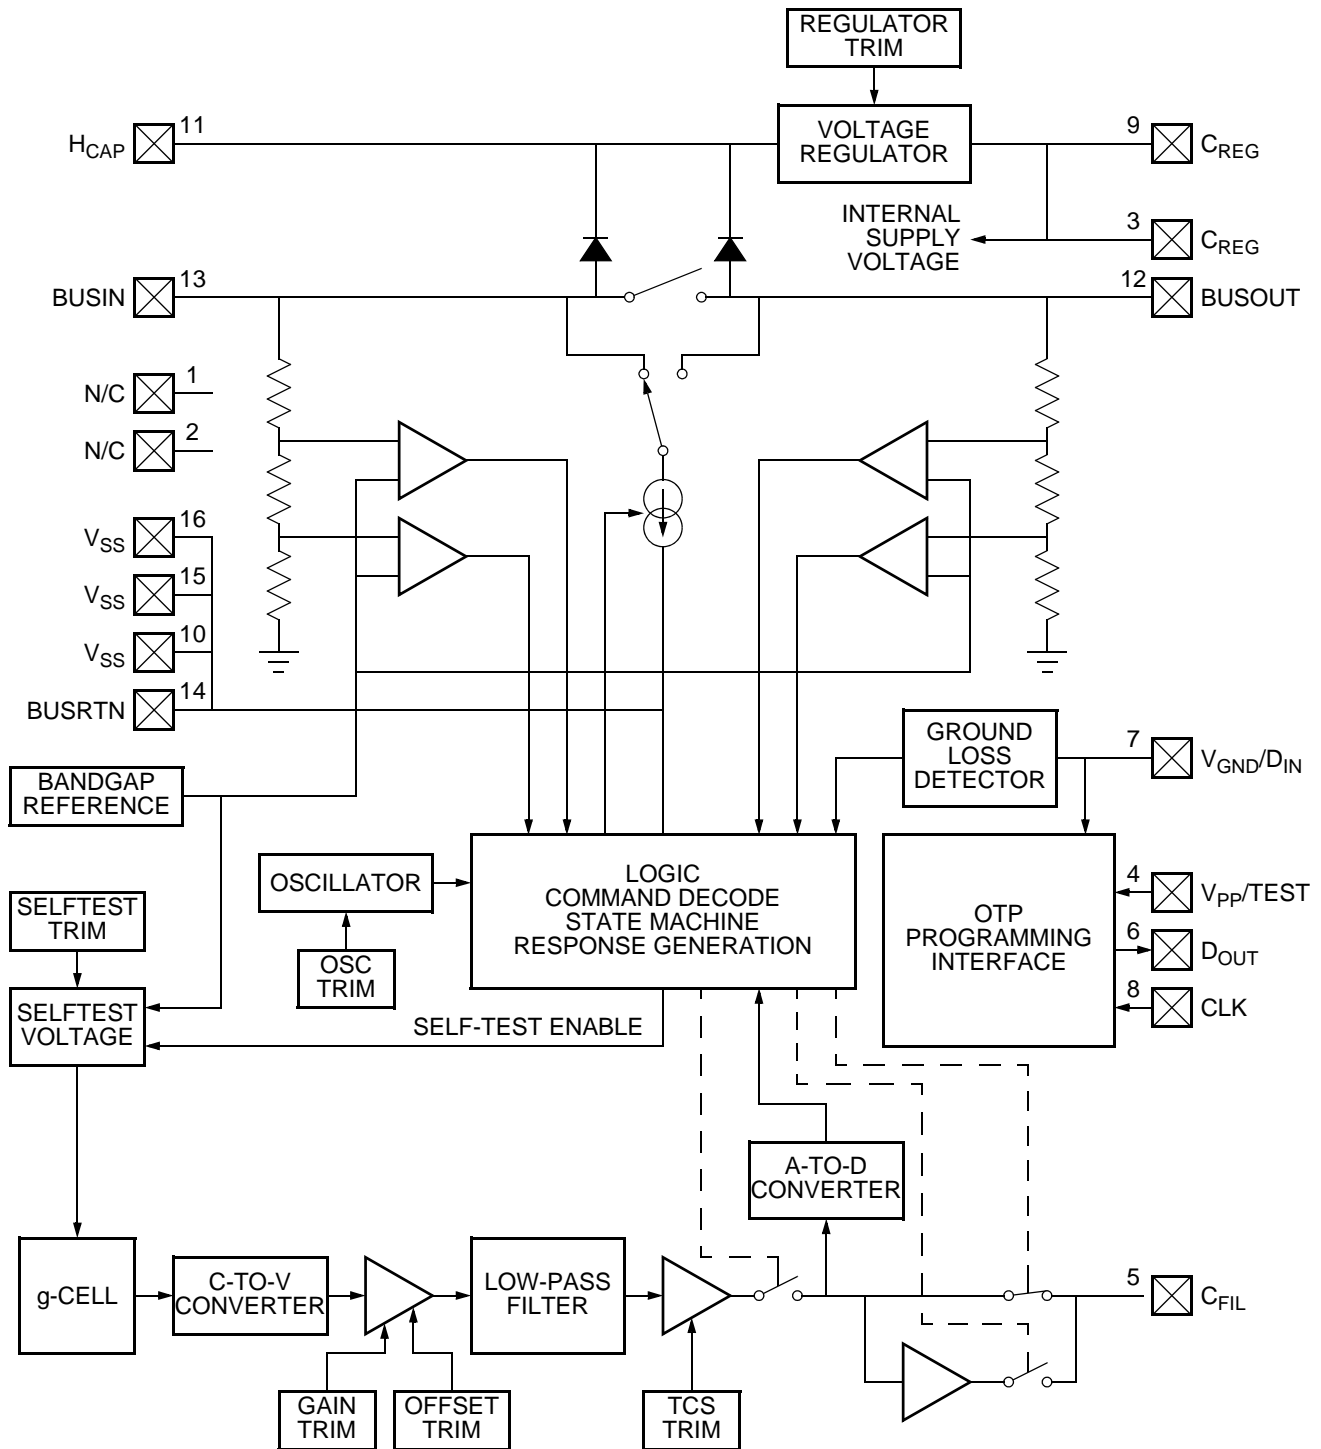 REGULATOR
TRIM
HCAP
11
VOLTAGE
REGULATOR
9
CREG
INTERNAL
SUPPLY
VOLTAGE
3
CREG
BUSIN
13
12
BUSOUT
N/C
1
N/C
2
VSS
16
VSS
15
VSS
10
BUSRTN
14
GROUND
LOSS
DETECTOR
7
VGND/DIN
BANDGAP
REFERENCE
OSCILLATOR
LOGIC
COMMAND DECODE
STATE MACHINE
RESPONSE GENERATION
OTP
PROGRAMMING
INTERFACE
4
VPP/TEST
6
DOUT
8
CLK
SELFTEST
TRIM
OSC
TRIM
SELFTEST
VOLTAGE
SELF-TEST ENABLE
A-TO-D
CONVERTER
g-CELL
C-TO-V
CONVERTER
LOW-PASS
FILTER
5
CFIL
GAIN
TRIM
OFFSET
TRIM
TCS
TRIM